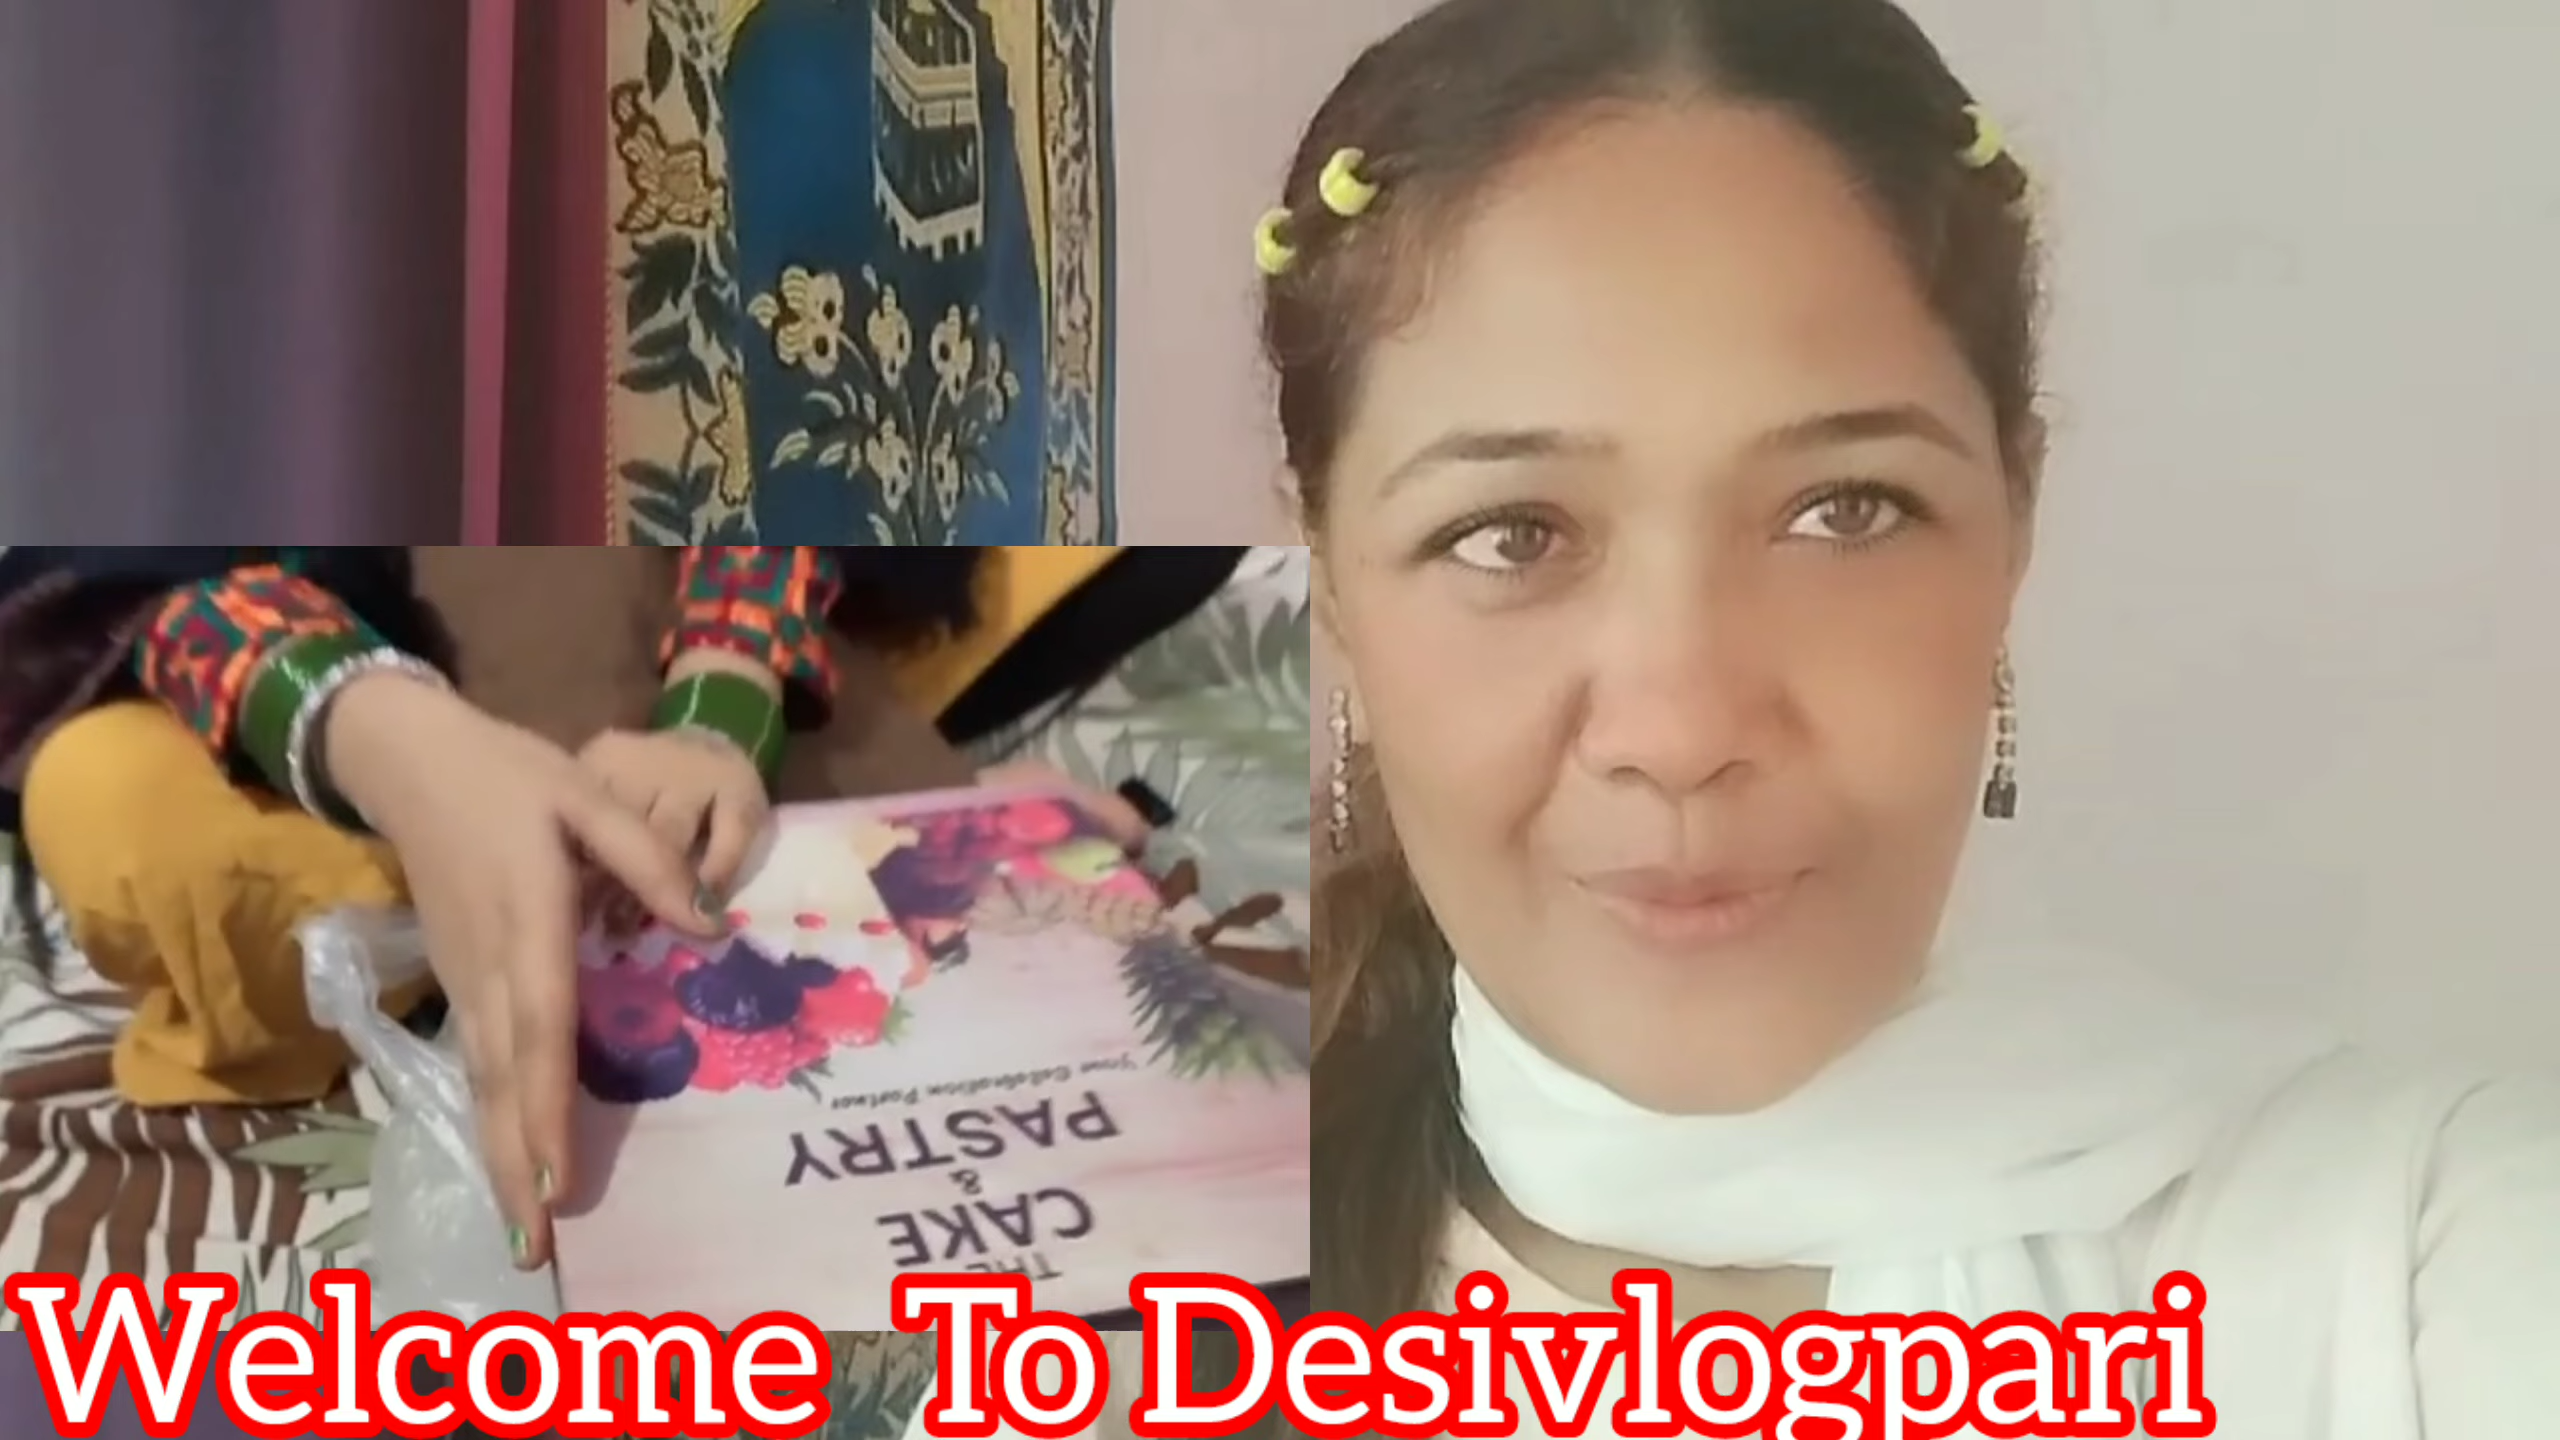 THE
CAKE
&
PASTRY
Your Celebration Partner
Welcome To Desivlogpari